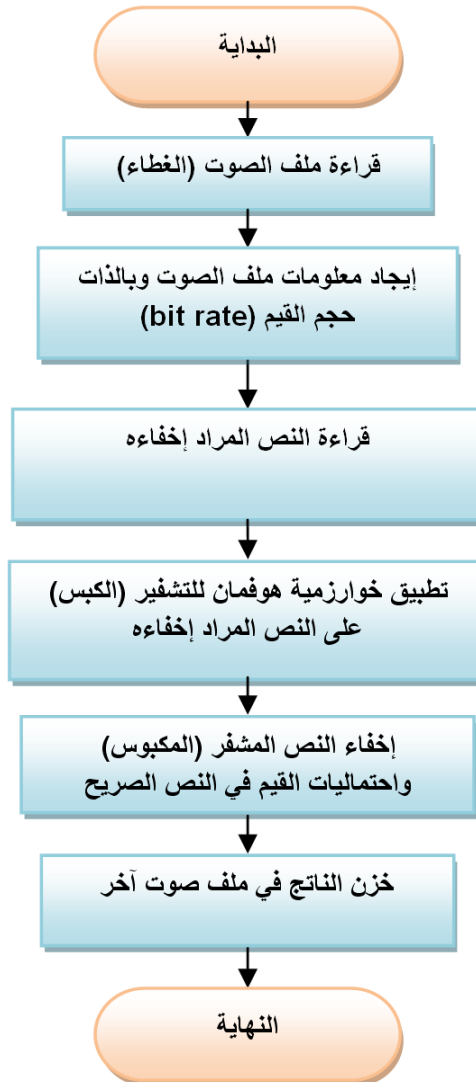 البداية
قراءة ملف الصوت (الغطاء)
إيجاد معلومات ملف الصوت وبالذات
حجم القيم (bit rate)
قراءة النص المراد إخفاءه
تطبيق خوارزمية هوفمان للتشفير (الكبس)
على النص المراد إخفاءه
إخفاء النص المشفر (المكبوس)
واحتماليات القيم في النص الصريح
خزن الناتج في ملف صوت آخر
النهاية